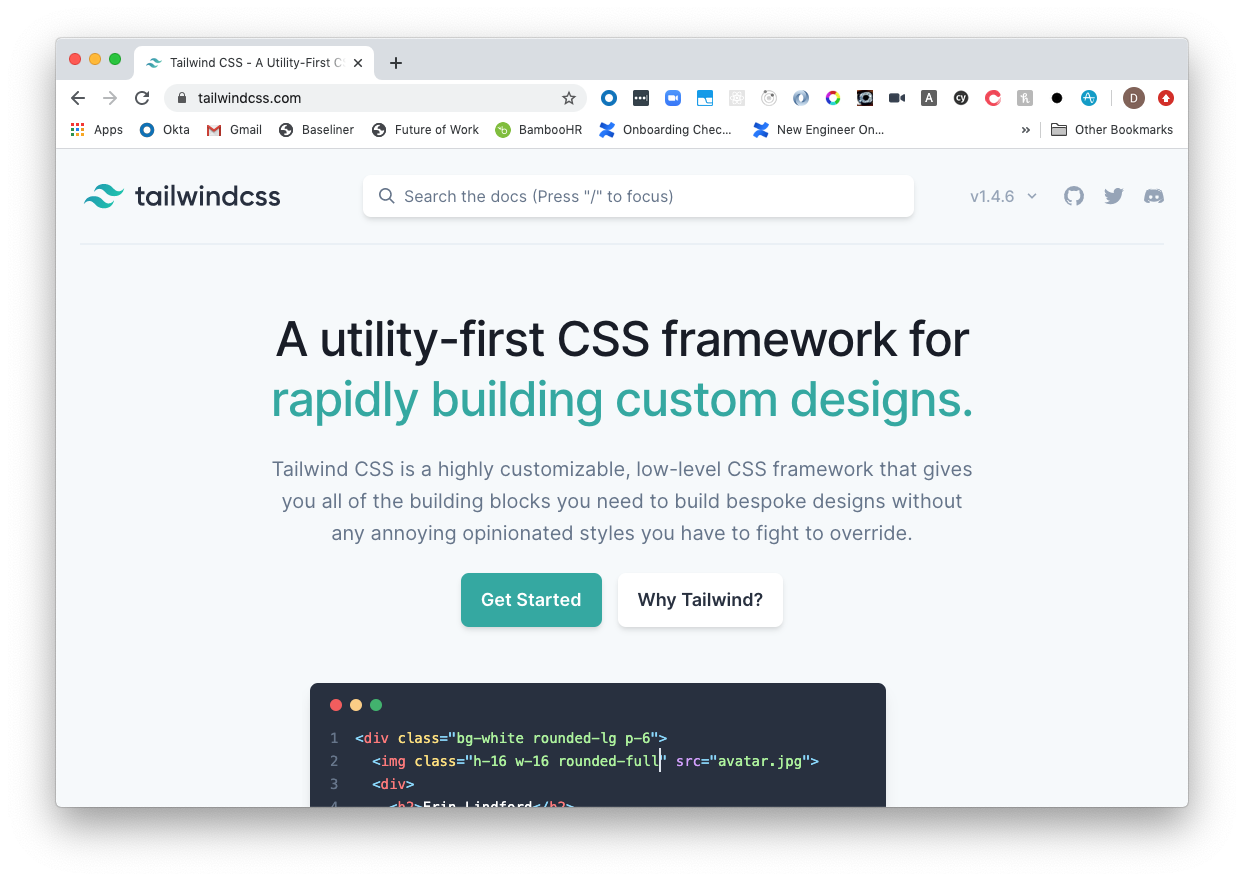 Tailwind CSS - A Utility-First C
tailwindcss.com
A cy D
Apps Okta Gmail Baseliner Future of Work BambooHR Onboarding Chec... New Engineer On... » Other Bookmarks
tailwindcss
Search the docs (Press "/" to focus)
v1.4.6
A utility-first CSS framework for
rapidly building custom designs.
Tailwind CSS is a highly customizable, low-level CSS framework that gives
you all of the building blocks you need to build bespoke designs without
any annoying opinionated styles you have to fight to override.
Get Started Why Tailwind?
1 <div class="bg-white rounded-lg p-6">
2 <img class="h-16 w-16 rounded-full" src="avatar.jpg">
3 <div>
4 <h2>Erin Lindford</h2>